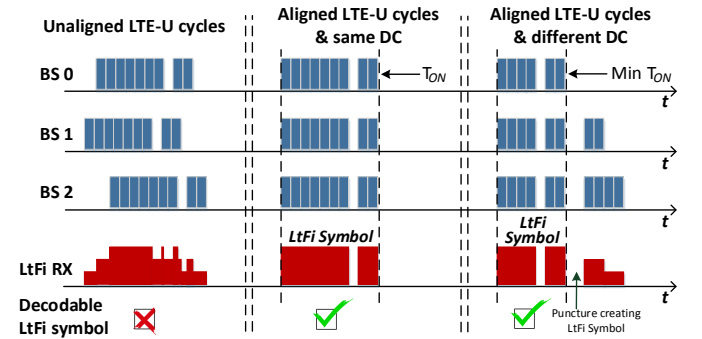 Unaligned LTE-U cycles
Aligned LTE-U cycles
& same DC
Aligned LTE-U cycles
& different DC
BS 0
TON
Min TON
t
BS 1
BS 2
LtFi Symbol
LtFi
Symbol
LtFi RX
t
Decodable
LtFi symbol
Puncture creating
LtFi Symbol